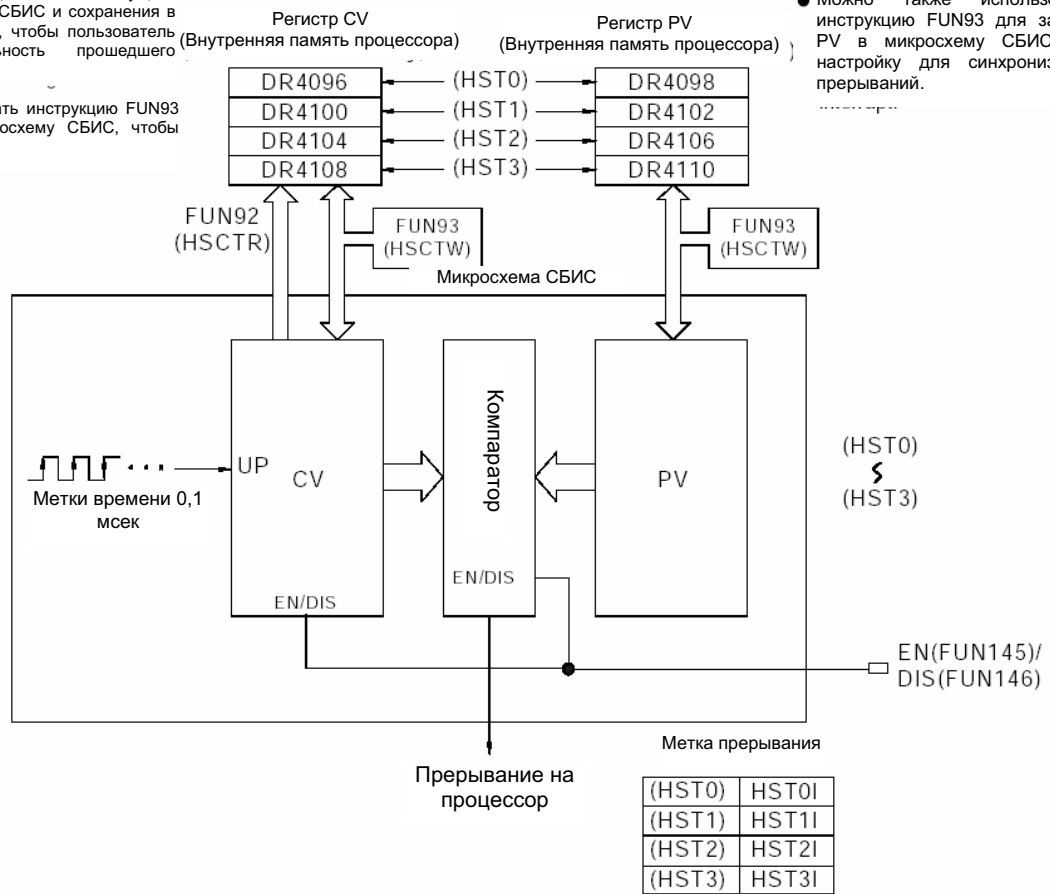 СБИС и сохранения в
, чтобы пользователь
прошедшего
инструкцию FUN93
СБИС, чтобы
Регистр CV
(Внутренняя память процессора)
Регистр PV
(Внутренняя память процессора)
Можно также
инструкцию FUN93 для
PV в микросхему СБИС
настройку для
прерываний.
DR4096 (HST0) DR4098
DR4100 (HST1) DR4102
DR4104 (HST2) DR4106
DR4108 (HST3) DR4110
FUN92
(HSCTR)
FUN93
(HSCTW)
FUN93
(HSCTW)
Микросхема СБИС
Метки времени 0,1
мсек
UP
CV
EN/DIS
Компаратор
EN/DIS
PV
(HST0)
(HST3)
EN(FUN145)/
DIS(FUN146)
Прерывание на
процессор
Метка прерывания
(HST0) HST0I
(HST1) HST1I
(HST2) HST2I
(HST3) HST3I